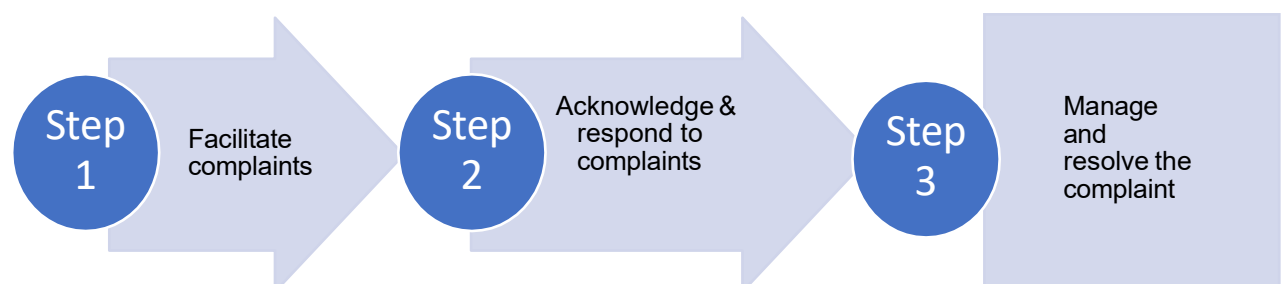 Step
1
Facilitate
complaints
Step
2
Acknowledge &
respond to
complaints
Step
3
Manage
and
resolve the
complaint